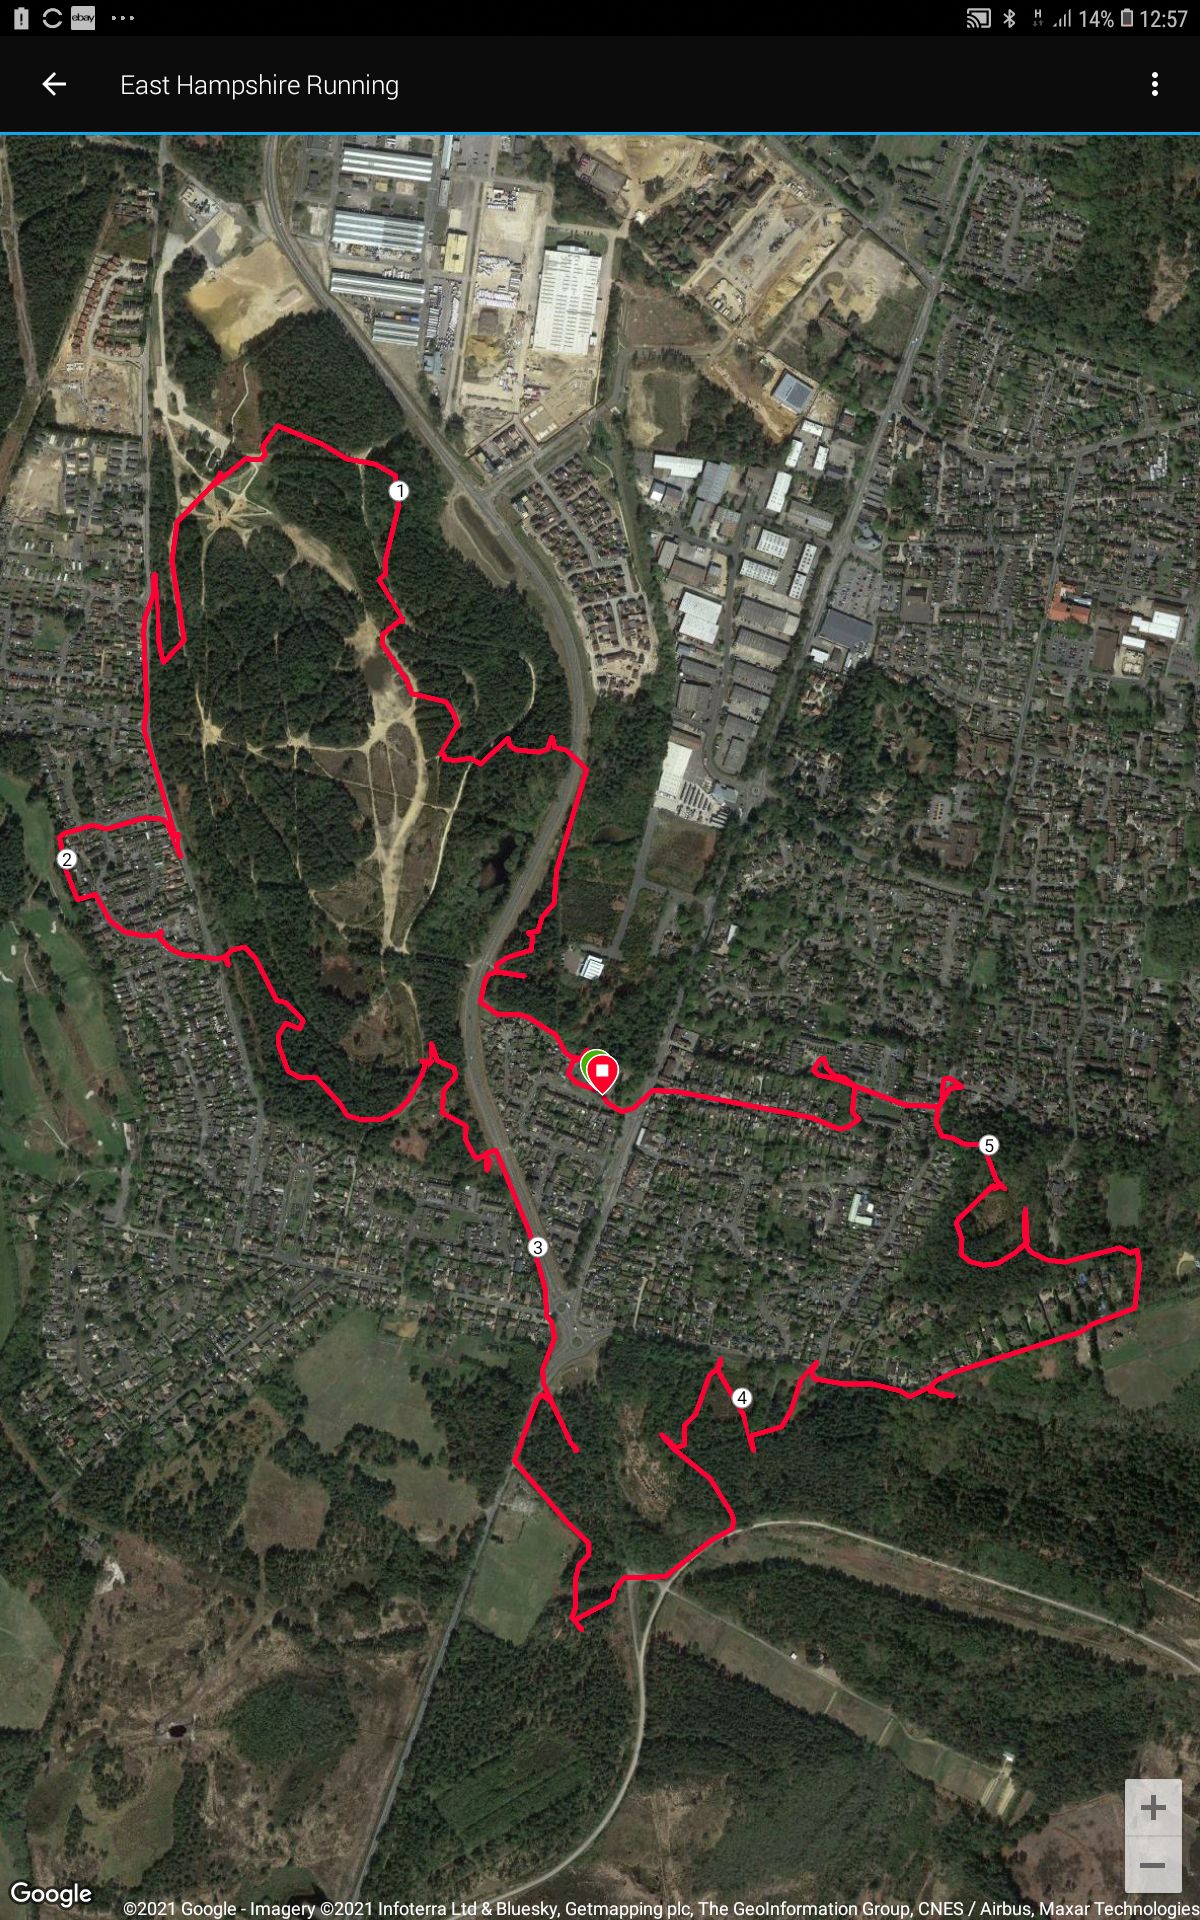 ebay
H 14% 12:57
East Hampshire Running
1
2
5
3
4
Google
©2021 Google - Imagery ©2021 Infoterra Ltd & Bluesky, Getmapping plc, The GeoInformation Group, CNES / Airbus, Maxar Technologies